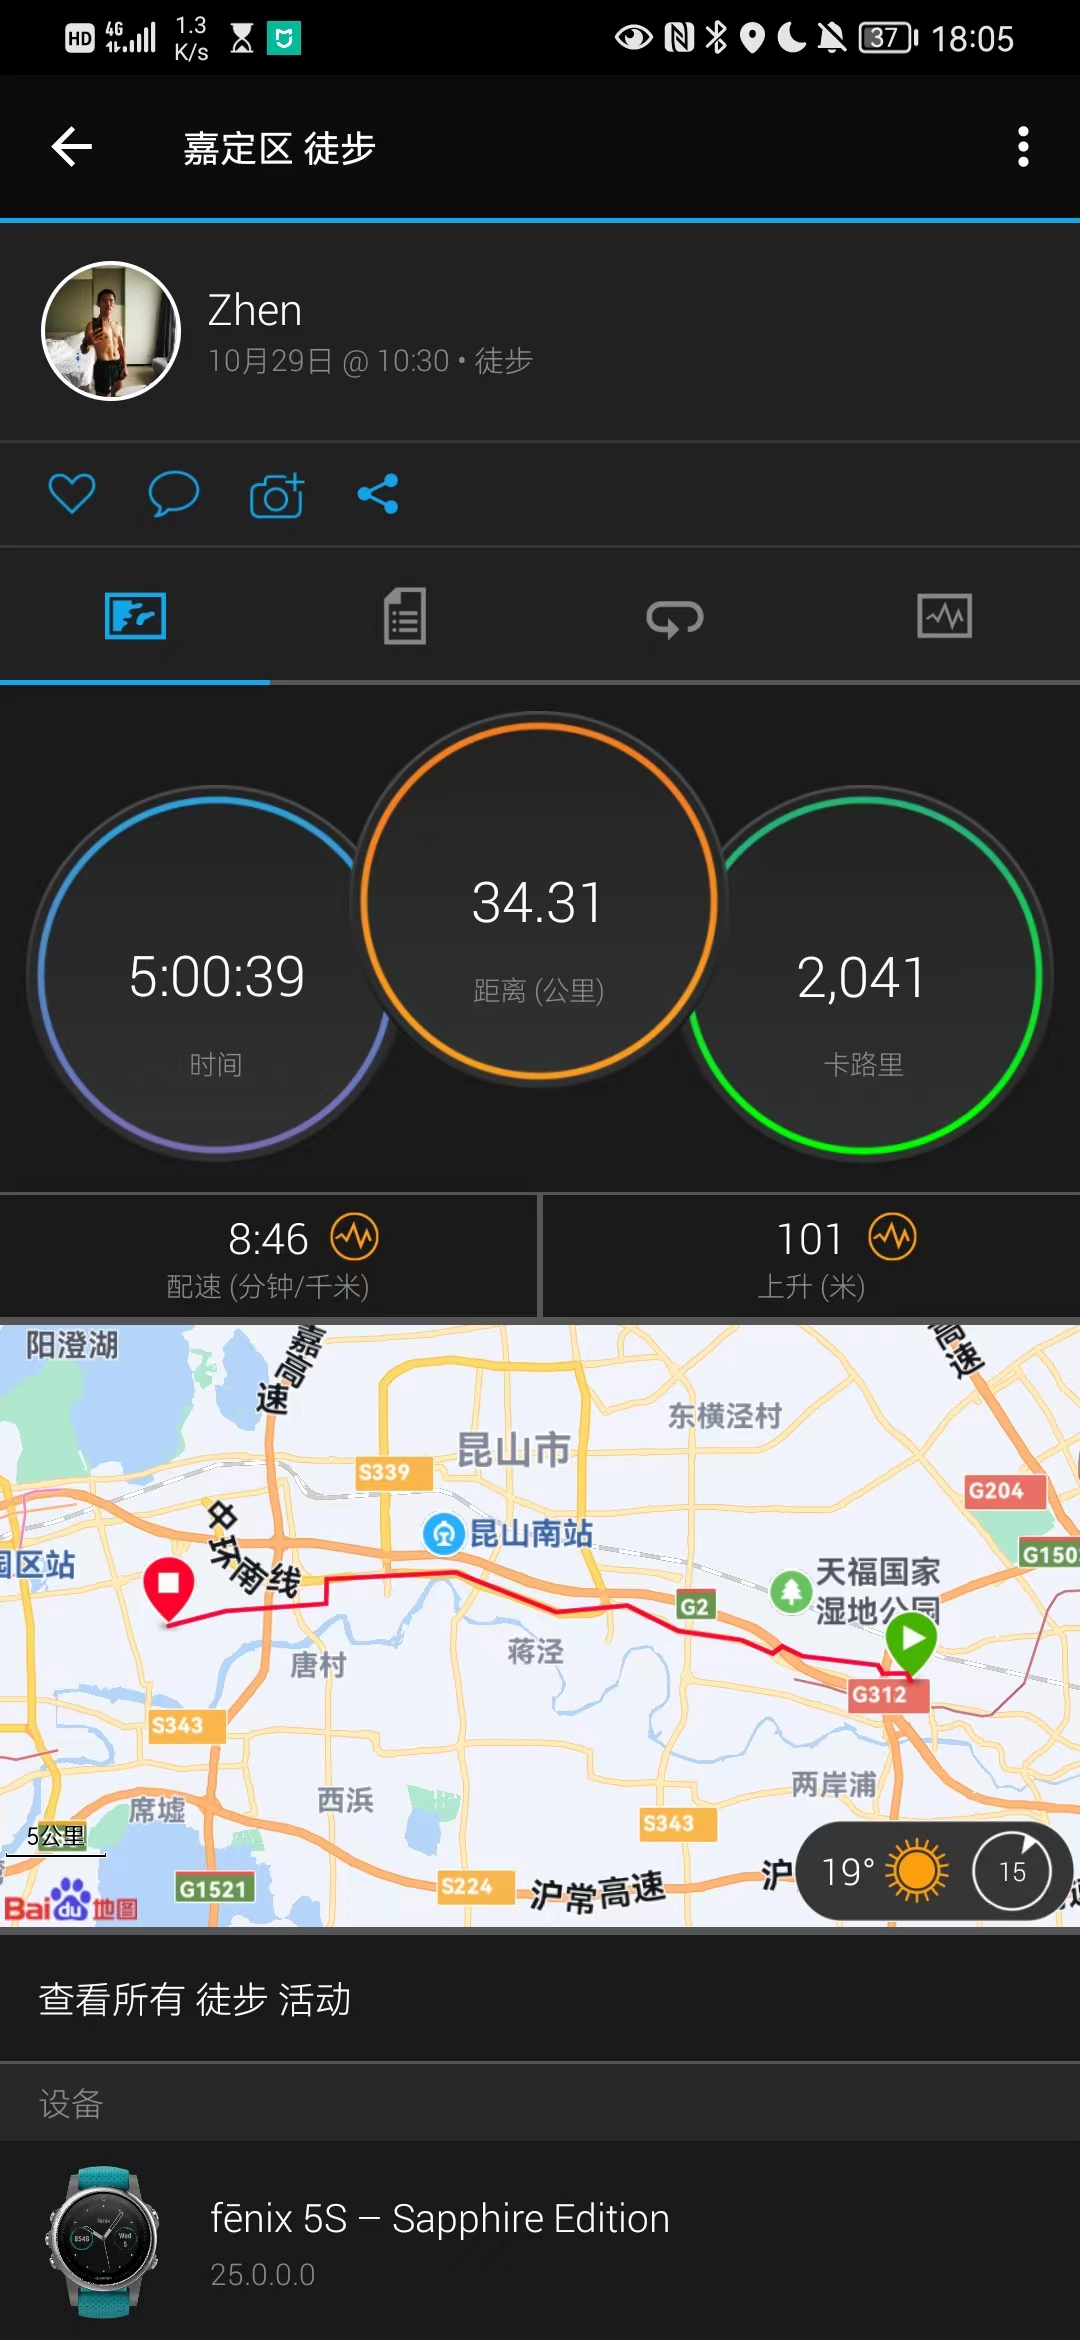 HD 4G 1.3 K/s 37 18:05
嘉定区 徒步
Zhen
10月29日 @ 10:30 • 徒步
34.31
距离 (公里)
5:00:39
时间
2,041
卡路里
8:46
配速 (分钟/千米)
101
上升 (米)
阳澄湖
嘉高速
高速
东横泾村
昆山市
S339
G204
昆山南站
园区站
中环南线
G150
天福国家
湿地公园
G2
唐村
蒋泾
G312
S343
西浜
席墟
两岸浦
S343
5公里
19°
15
G1521
S224
沪常高速
沪
Bai du 地图
查看所有 徒步 活动
设备
fēnix 5S – Sapphire Edition
25.0.0.0